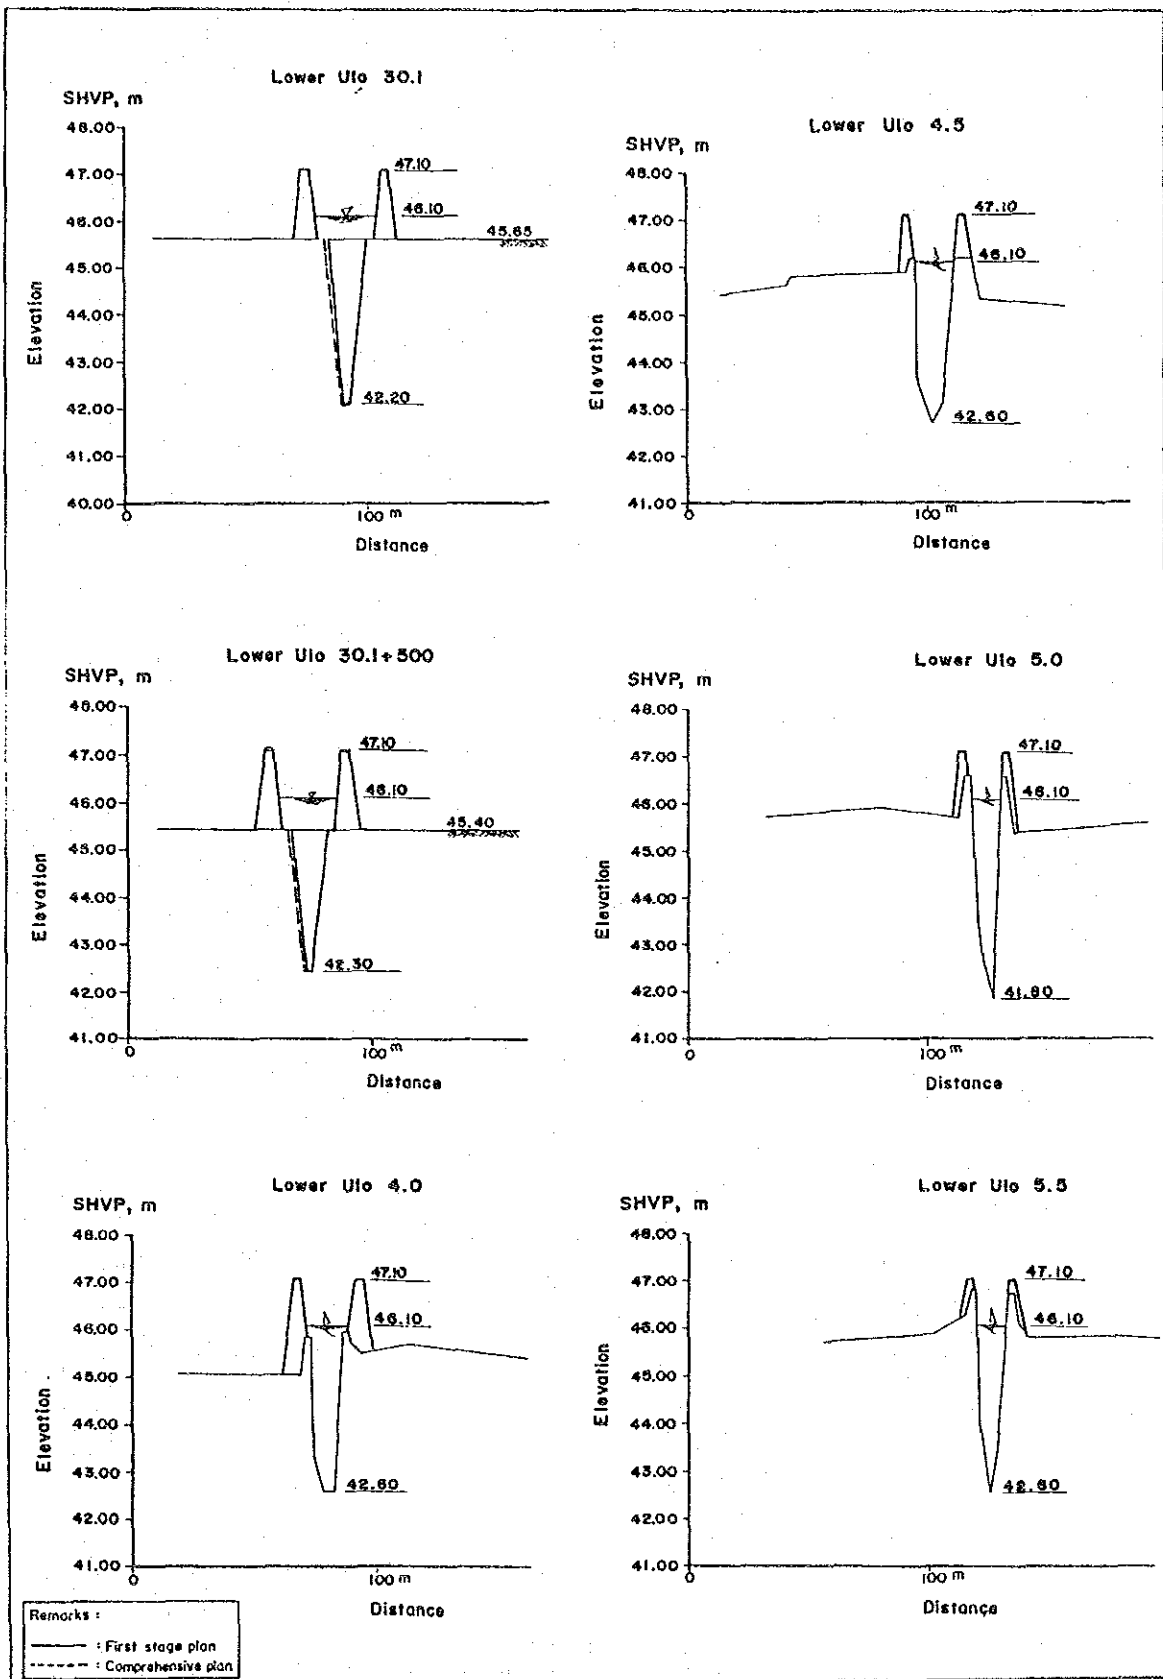 Lower Ulo 30.1
SHVP, m
48.00
47.00
46.00
45.00
44.00
43.00
42.00
41.00
40.00
Elevation
47.10
46.10
45.65
42.20
0
100 m
Distance
Lower Ulo 4.5
SHVP, m
48.00
47.00
46.00
45.00
44.00
43.00
42.00
41.00
Elevation
47.10
46.10
42.60
0
100 m
Distance
Lower Ulo 30.1+500
SHVP, m
48.00
47.00
46.00
45.00
44.00
43.00
42.00
41.00
Elevation
47.10
46.10
45.40
42.30
0
100 m
Distance
Lower Ulo 5.0
SHVP, m
48.00
47.00
46.00
45.00
44.00
43.00
42.00
41.00
Elevation
47.10
46.10
41.80
0
100 m
Distance
Lower Ulo 4.0
SHVP, m
48.00
47.00
46.00
45.00
44.00
43.00
42.00
41.00
Elevation
47.10
46.10
42.60
0
100 m
Distance
Lower Ulo 5.5
SHVP, m
48.00
47.00
46.00
45.00
44.00
43.00
42.00
41.00
Elevation
47.10
46.10
42.60
0
100 m
Distance
Remarks :
: First stage plan
: Comprehensive plan